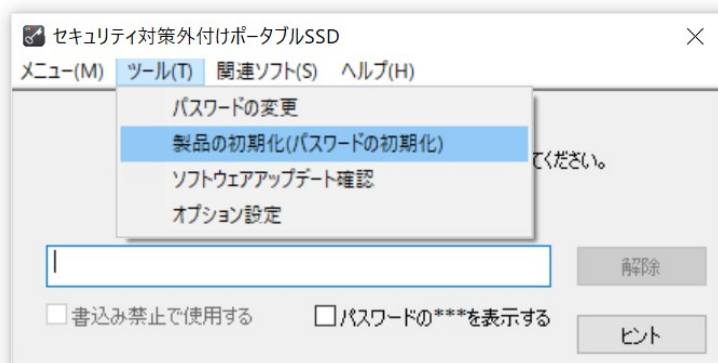 セキュリティ対策外付けポータブルSSD
メニュー(M) ツール(T) 関連ソフト(S) ヘルプ(H)
パスワードの変更
製品の初期化(パスワードの初期化)
てください。
ソフトウェアアップデート確認
オプション設定
解除
書込み禁止で使用する パスワードの***を表示する
ヒント